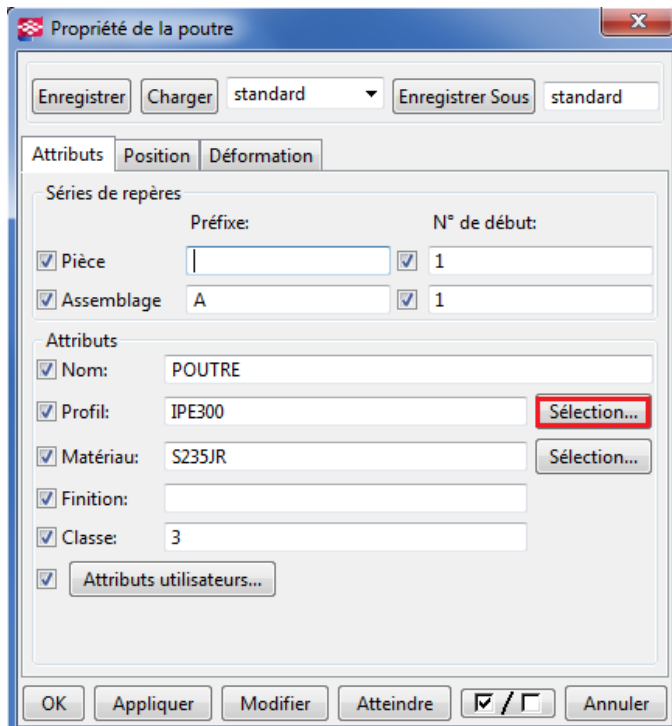 Propriété de la poutre
Enregistrer Charger standard Enregistrer Sous standard
Attributs Position Déformation
Séries de repères
Préfixe: N° de début:
Pièce 1
Assemblage A 1
Attributs
Nom: POUTRE
Profil: IPE300 Sélection...
Matériau: S235JR Sélection...
Finition:
Classe: 3
Attributs utilisateurs...
OK Appliquer Modifier Atteindre / Annuler